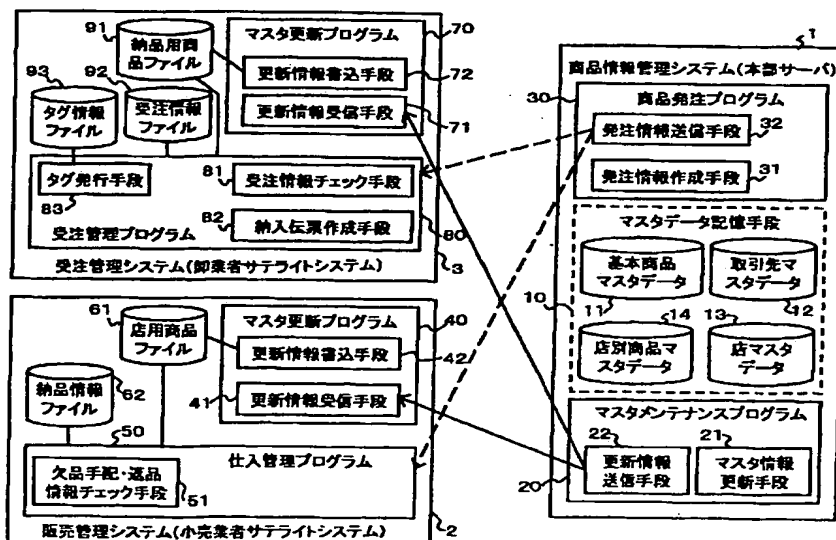 91
納品用商
品ファイル
93
92
タグ情報
ファイル
受注情報
ファイル
マスタ更新プログラム
70
更新情報書込手段
72
更新情報受信手段
71
タグ発行手段
83
81
受注情報チェック手段
82
納入伝票作成手段
80
受注管理プログラム
受注管理システム(卸業者サテライトシステム)
3
61
店用商品
ファイル
納品情報
ファイル
62
マスタ更新プログラム
40
更新情報書込手段
42
41
更新情報受信手段
50
仕入管理プログラム
欠品手配・返品
情報チェック手段
51
販売管理システム(小売業者サテライトシステム)
2
1
商品情報管理システム(本部サーバ)
30
商品発注プログラム
発注情報送信手段
32
発注情報作成手段
31
マスタデータ記憶手段
10
基本商品
マスタデータ
11
取引先マ
スタデータ
12
14
店別商品マ
スタデータ
13
店マスタ
データ
マスタメンテナンスプログラム
20
22
更新情報
送信手段
21
マスタ情報
更新手段